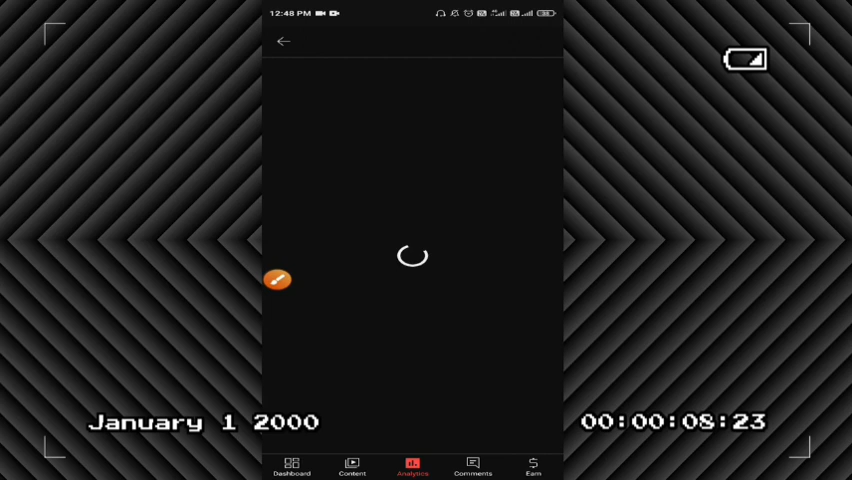 12:48 PM
January 1 2000
00:00:08:23
Dashboard
Content
Analytics
Comments
Earn